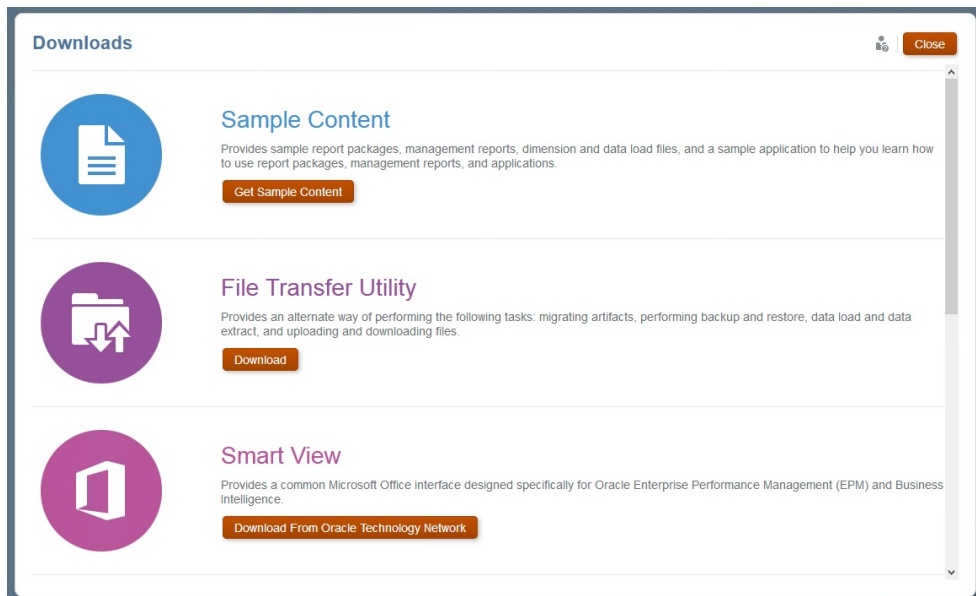 Downloads
Close
Sample Content
Provides sample report packages, management reports, dimension and data load files, and a sample application to help you learn how
to use report packages, management reports, and applications.
Get Sample Content
File Transfer Utility
Provides an alternate way of performing the following tasks: migrating artifacts, performing backup and restore, data load and data
extract, and uploading and downloading files.
Download
Smart View
Provides a common Microsoft Office interface designed specifically for Oracle Enterprise Performance Management (EPM) and Business
Intelligence.
Download From Oracle Technology Network